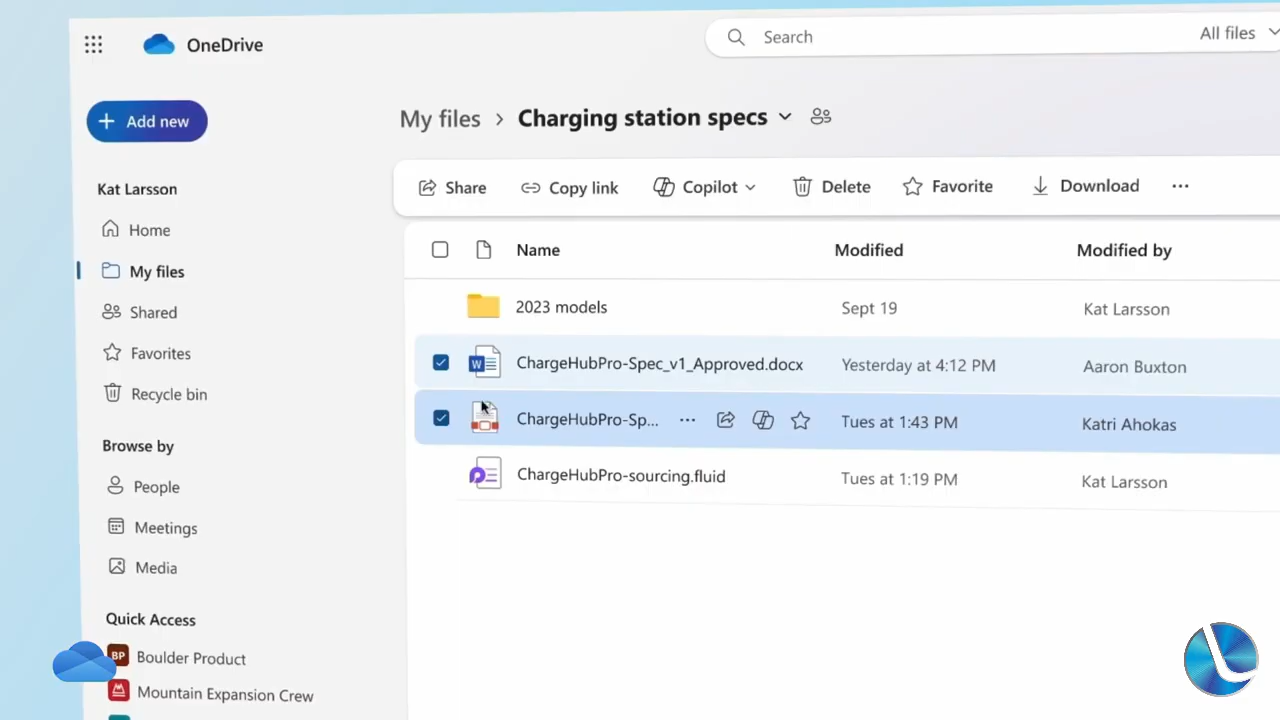 OneDrive
Search
All files
Add new
My files > Charging station specs
Kat Larsson
Share
Copy link
Copilot
Delete
Favorite
Download
Home
My files
Shared
Favorites
Recycle bin
Browse by
People
Meetings
Media
Quick Access
BP Boulder Product
Mountain Expansion Crew
Name Modified Modified by
2023 models Sept 19 Kat Larsson
ChargeHubPro-Spec_v1_Approved.docx Yesterday at 4:12 PM Aaron Buxton
ChargeHubPro-Sp... Tues at 1:43 PM Katri Ahokas
ChargeHubPro-sourcing.fluid Tues at 1:19 PM Kat Larsson